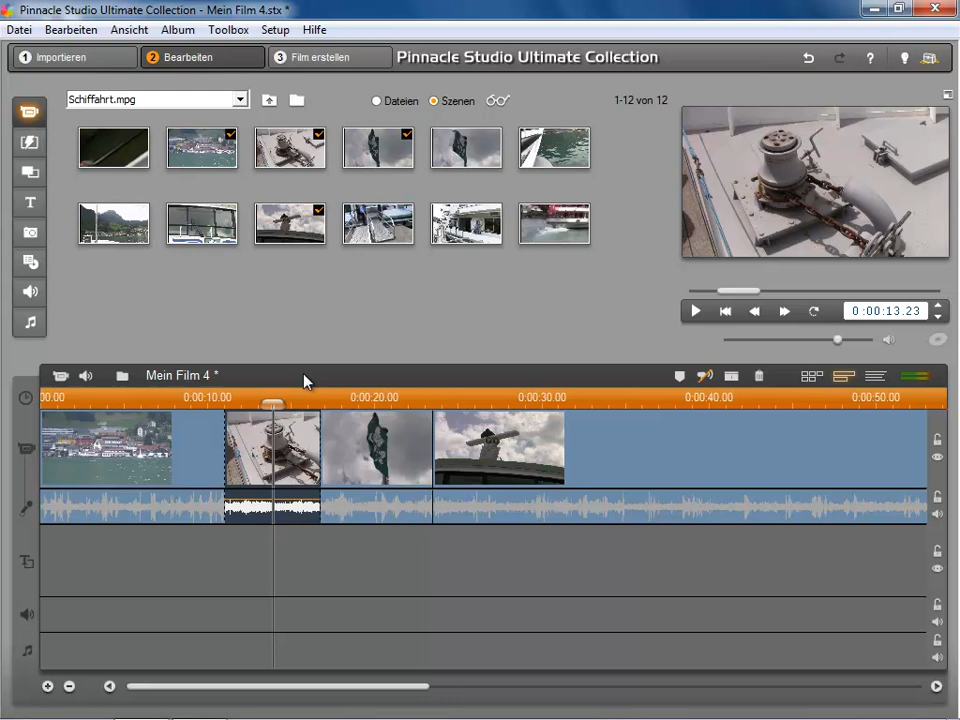 Pinnacle Studio Ultimate Collection - Mein Film 4.stx *
Datei Bearbeiten Ansicht Album Toolbox Setup Hilfe
1 Importieren 2 Bearbeiten 3 Film erstellen Pinnacle Studio Ultimate Collection ?
Schiffahrt.mpg Dateien Szenen 1-12 von 12
T
0:00:13.23
Mein Film 4 *
00.00 0:00:10.00 0:00:20.00 0:00:30.00 0:00:40.00 0:00:50.00
T